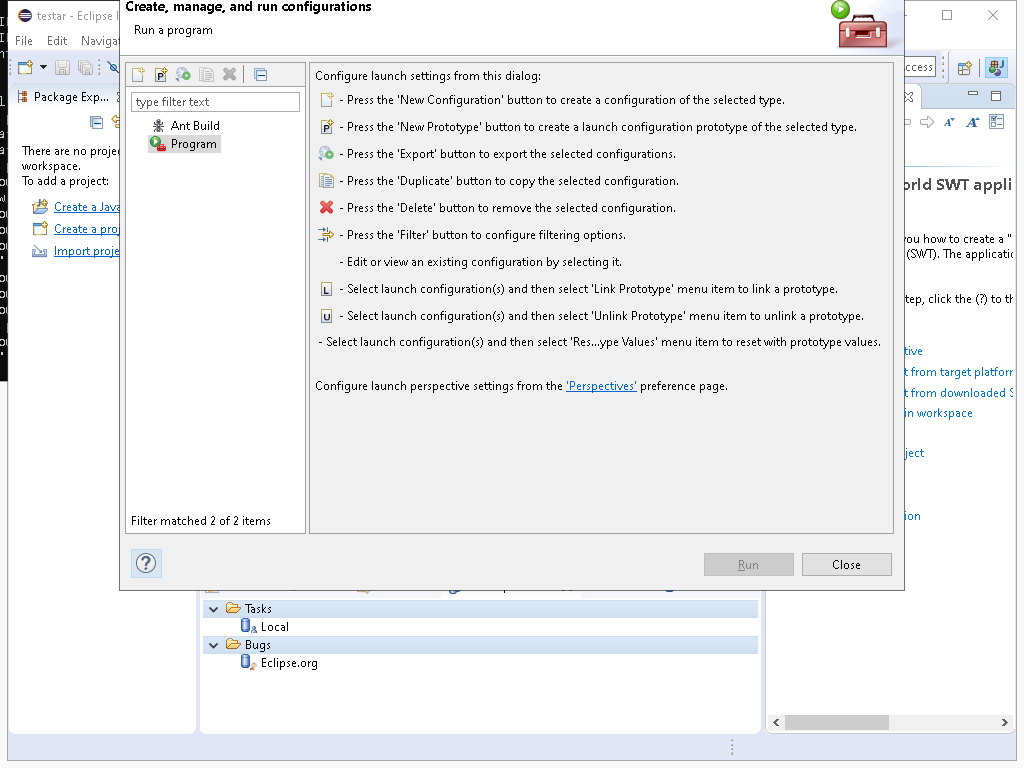 Create, manage, and run configurations
testar - Eclipse I
Run a program
File Edit Naviga
cess
Package Exp...
Configure launch settings from this dialog:
type filter text
- Press the 'New Configuration' button to create a configuration of the selected type.
Ant Build
- Press the 'New Prototype' button to create a launch configuration prototype of the selected type.
Program
There are no proje
- Press the 'Export' button to export the selected configurations.
workspace.
To add a project:
- Press the 'Duplicate' button to copy the selected configuration.
orld SWT appli
Create a Java
- Press the 'Delete' button to remove the selected configuration.
Create a proj
- Press the 'Filter' button to configure filtering options.
you how to create a "
Import proje
(SWT). The applicatio
- Edit or view an existing configuration by selecting it.
L - Select launch configuration(s) and then select 'Link Prototype' menu item to link a prototype.
tep, click the (?) to th
U - Select launch configuration(s) and then select 'Unlink Prototype' menu item to unlink a prototype.
- Select launch configuration(s) and then select 'Res...ype Values' menu item to reset with prototype values.
tive
t from target platform
Configure launch perspective settings from the 'Perspectives' preference page.
t from downloaded S
in workspace
ject
Filter matched 2 of 2 items
ion
?
Run
Close
Tasks
Local
Bugs
Eclipse.org